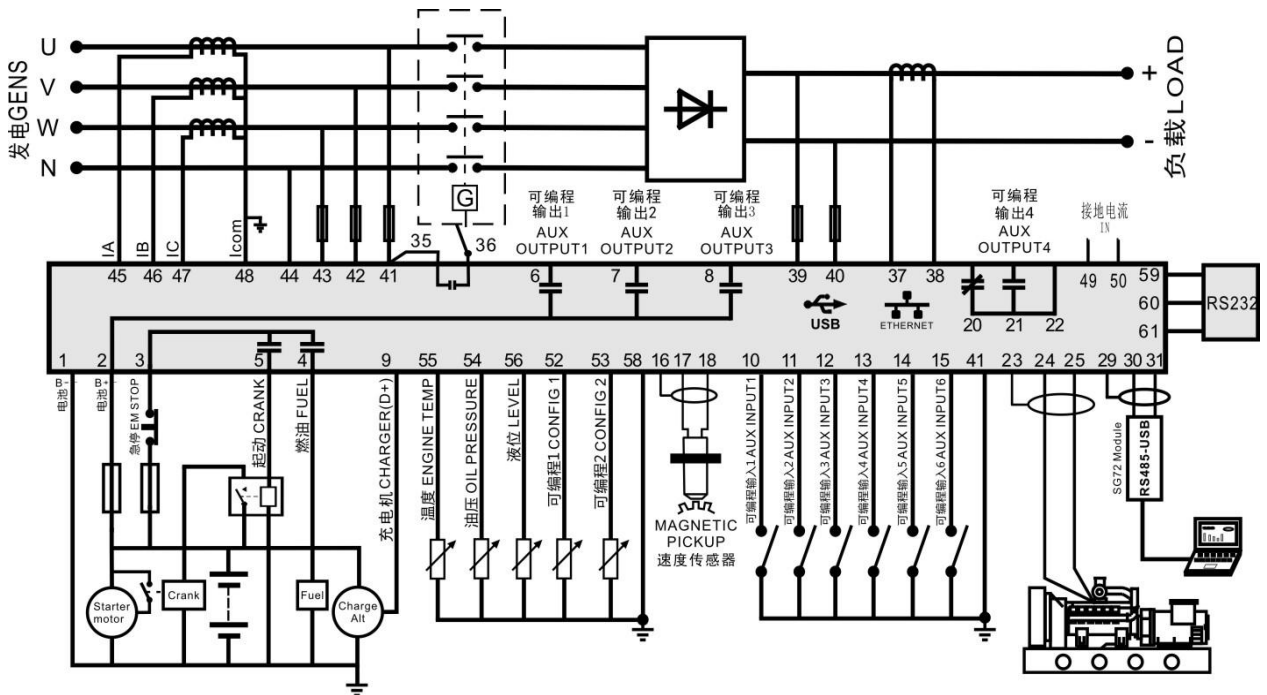 发电GENS
U
V
W
N
G
+
-
负载LOAD
IA
IB
IC
Icom
35
36
可编程
输出1
AUX
OUTPUT1
可编程
输出2
AUX
OUTPUT2
可编程
输出3
AUX
OUTPUT3
可编程
输出4
AUX
OUTPUT4
接地电流
IN
45
46
47
48
44
43
42
41
6
7
8
39
40
37
38
49
50
59
60
61
RS232
USB
ETHERNET
20
21
22
1
2
3
5
4
9
55
54
56
52
53
58
16
17
18
10
11
12
13
14
15
41
23
24
25
29
30
31
B-
电池
B+
电池
急停EM STOP
起动 CRANK
燃油 FUEL
充电机 CHARGER(D+)
温度 ENGINE TEMP
油压 OIL PRESSURE
液位 LEVEL
可编程1 CONFIG 1
可编程2 CONFIG 2
MAGNETIC
PICKUP
速度传感器
可编程输入1 AUX INPUT1
可编程输入2 AUX INPUT2
可编程输入3 AUX INPUT3
可编程输入4 AUX INPUT4
可编程输入5 AUX INPUT5
可编程输入6 AUX INPUT6
SG72 Module
RS485-USB
Starter
motor
Crank
Fuel
Charge
Alt